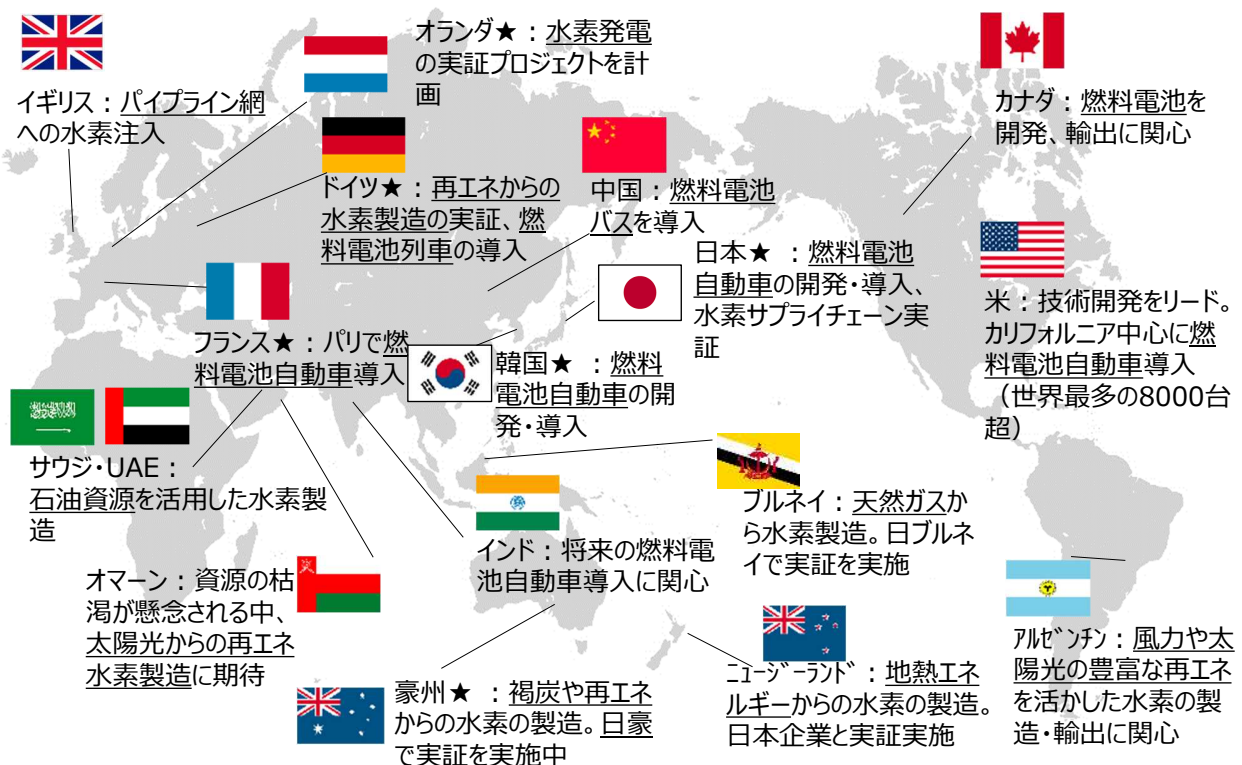 イギリス：パイプライン網
への水素注入
オランダ★：水素発電
の実証プロジェクトを計
画
ドイツ★：再エネからの
水素製造の実証、燃
料電池列車の導入
中国：燃料電池
バスを導入
カナダ：燃料電池を
開発、輸出に関心
日本★：燃料電池
自動車の開発・導入、
水素サプライチェーン実
証
米：技術開発をリード。
カリフォルニア中心に燃
料電池自動車導入
（世界最多の8000台
超）
フランス★：パリで燃
料電池自動車導入
韓国★：燃料
電池自動車の開
発・導入
サウジ・UAE：
石油資源を活用した水素製
造
オマーン：資源の枯
渇が懸念される中、
太陽光からの再エネ
水素製造に期待
インド：将来の燃料電
池自動車導入に関心
ブルネイ：天然ガスか
ら水素製造。日ブルネ
イで実証を実施
豪州★：褐炭や再エネ
からの水素の製造。日豪
で実証を実施中
ﾆｭｰｼﾞｰﾗﾝﾄﾞ：地熱エネ
ルギーからの水素の製造。
日本企業と実証実施
ｱﾙｾﾞﾝﾁﾝ：風力や太
陽光の豊富な再エネ
を活かした水素の製
造・輸出に関心